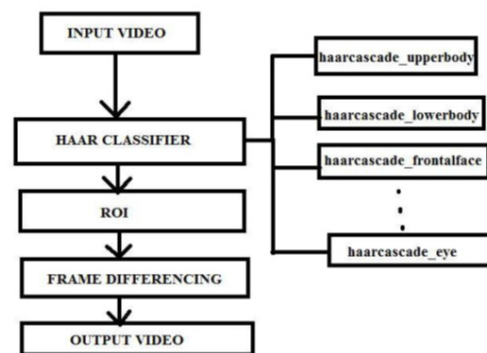 INPUT VIDEO
HAAR CLASSIFIER
ROI
FRAME DIFFERENCING
OUTPUT VIDEO
haarcascade_upperbody
haarcascade_lowerbody
haarcascade_frontalface
haarcascade_eye